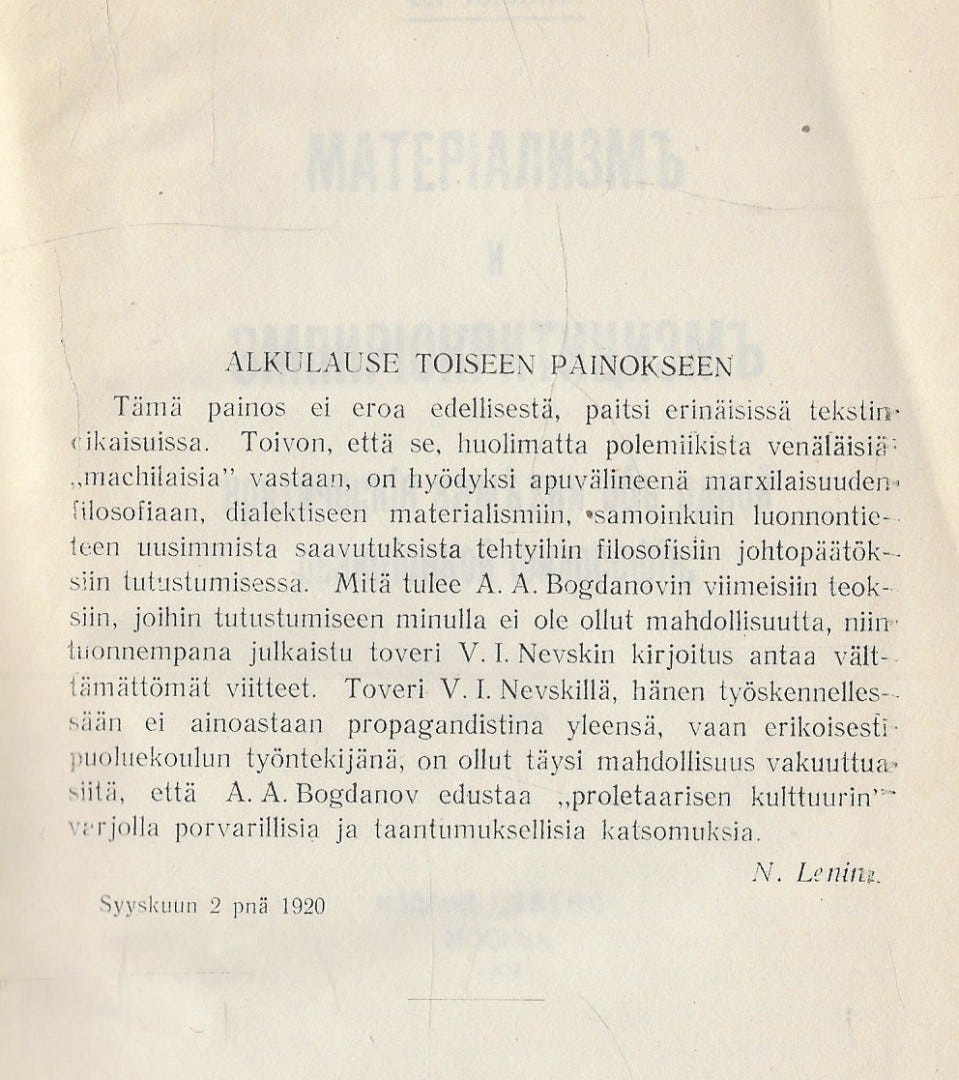 МАТЕРІАЛИЗМЪ
И
ALKULAUSE TOISEEN PAINOKSEEN
Tämä painos ei eroa edellisestä, paitsi erinäisissä tekstin
oikaisuissa. Toivon, että se, huolimatta polemiikista venäläisiä
„machilaisia” vastaan, on hyödyksi apuvälineenä marxilaisuuden
filosofiaan, dialektiseen materialismiin, samoinkuin luonnontie-
teen uusimmista saavutuksista tehtyihin filosofisiin johtopäätök-
siin tutustumisessa. Mitä tulee A. A. Bogdanovin viimeisiin teok-
siin, joihin tutustumiseen minulla ei ole ollut mahdollisuutta, niin
tuonnempana julkaistu toveri V. I. Nevskin kirjoitus antaa vält-
tämättömät viitteet. Toveri V. I. Nevskillä, hänen työskennelles-
sään ei ainoastaan propagandistina yleensä, vaan erikoisesti
puoluekoulun työntekijänä, on ollut täysi mahdollisuus vakuuttua
siitä, että A. A. Bogdanov edustaa „proletaarisen kulttuurin”
varjolla porvarillisia ja taantumuksellisia katsomuksia.
N. Lenin.
Syyskuun 2 pnä 1920